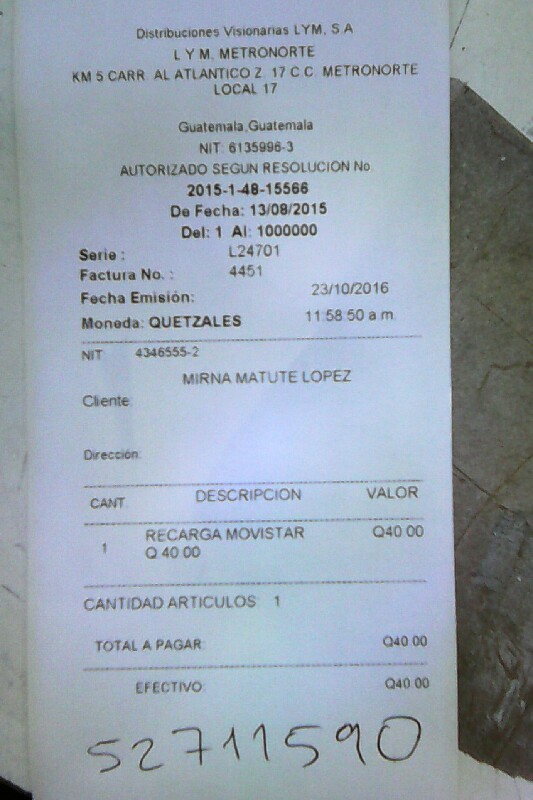 Distribuciones Visionarias LYM, S.A
L Y M, METRONORTE
KM 5 CARR. AL ATLANTICO Z. 17 C.C. METRONORTE
LOCAL 17
Guatemala,Guatemala
NIT: 6135996-3
AUTORIZADO SEGUN RESOLUCION No.
2015-1-48-15566
De Fecha: 13/08/2015
Del: 1 Al: 1000000
Serie : L24701
Factura No. : 4451
Fecha Emisión: 23/10/2016
Moneda: QUETZALES 11:58:50 a.m.
NIT 4346555-2
MIRNA MATUTE LOPEZ
Cliente:
Dirección:
CANT. DESCRIPCION VALOR
1 RECARGA MOVISTAR Q40.00
Q 40.00
CANTIDAD ARTICULOS 1
TOTAL A PAGAR: Q40.00
EFECTIVO: Q40.00
52711590